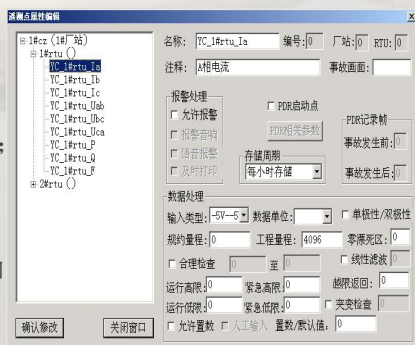 遥测点属性编辑
1#cz (1#厂站)
1#rtu ()
YC_1#rtu_Ia
YC_1#rtu_Ib
YC_1#rtu_Ic
YC_1#rtu_Uab
YC_1#rtu_Ubc
YC_1#rtu_Uca
YC_1#rtu_P
YC_1#rtu_Q
YC_1#rtu_F
2#rtu ()
确认修改 关闭窗口
名称: YC_1#rtu_Ia 编号: 0 厂站: 0 RTU: 0
注释: A相电流 事故画面:
报警处理
允许报警
报警音响
语音报警
及时打印
PDR启动点
PDR相关参数
存储周期
每小时存储
PDR记录帧
事故发生前: 0
事故发生后: 0
数据处理
输入类型: -5V--5 数据单位: 单极性/双极性
规约量程: 0 工程量程: 4096 零漂死区: 0
合理检查 0 至 0 线性滤波 0
运行高限: 0 紧急高限: 0 越限返回: 0
运行低限: 0 紧急低限: 0 突变检查 0
允许置数 人工输入 置数/默认值: 0